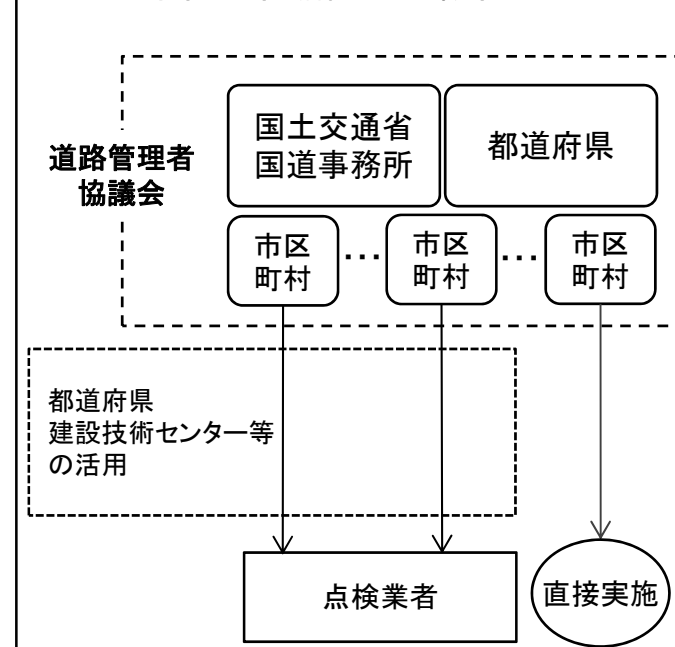 国土交通省
国道事務所
都道府県
道路管理者
協議会
市区
町村
…
市区
町村
…
市区
町村
都道府県
建設技術センター等
の活用
点検業者
直接実施